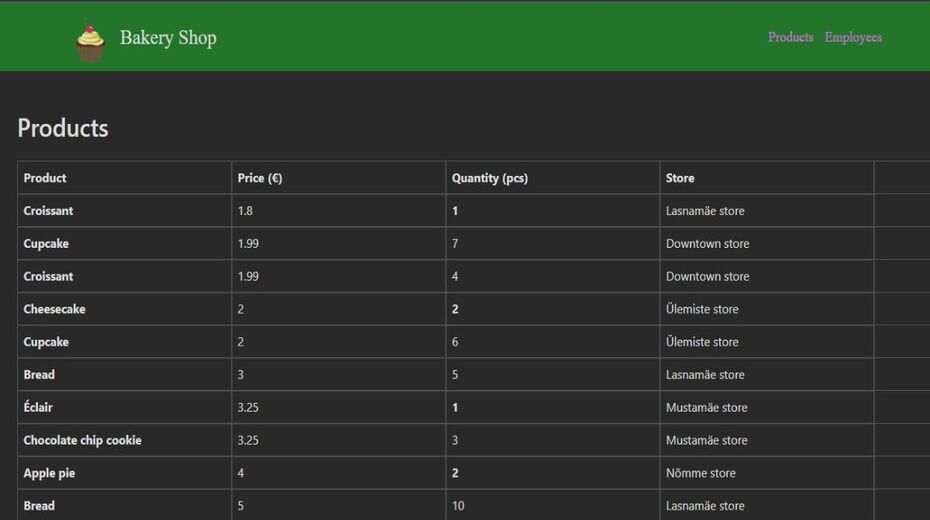 Bakery Shop
Products Employees
Products
Product Price (€) Quantity (pcs) Store
Croissant 1.8 1 Lasnamäe store
Cupcake 1.99 7 Downtown store
Croissant 1.99 4 Downtown store
Cheesecake 2 2 Ülemiste store
Cupcake 2 6 Ülemiste store
Bread 3 5 Lasnamäe store
Éclair 3.25 1 Mustamäe store
Chocolate chip cookie 3.25 3 Mustamäe store
Apple pie 4 2 Nõmme store
Bread 5 10 Lasnamäe store